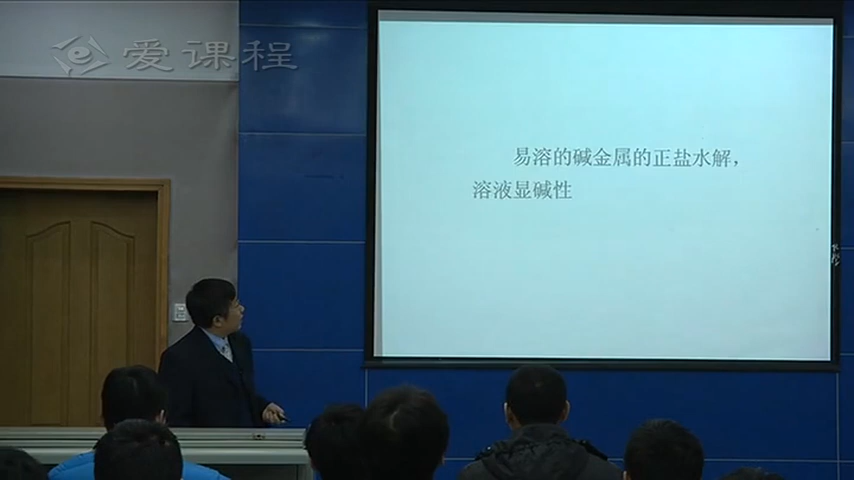 爱课程
易溶的碱金属的正盐水解，
溶液显碱性